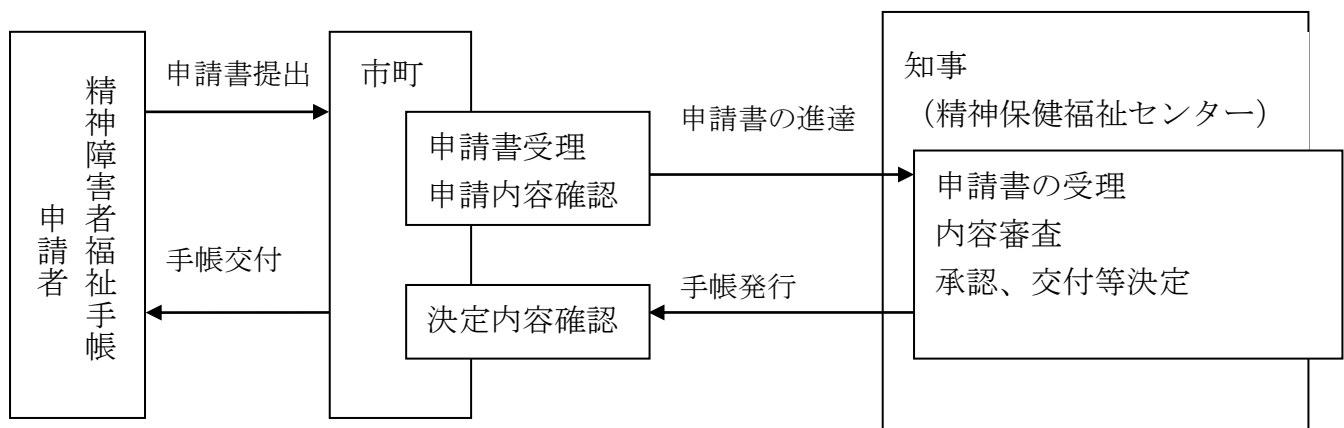 精神障害者福祉手帳
申請者
申請書提出
手帳交付
市町
申請書受理
申請内容確認
決定内容確認
申請書の進達
手帳発行
知事
（精神保健福祉センター）
申請書の受理
内容審査
承認、交付等決定